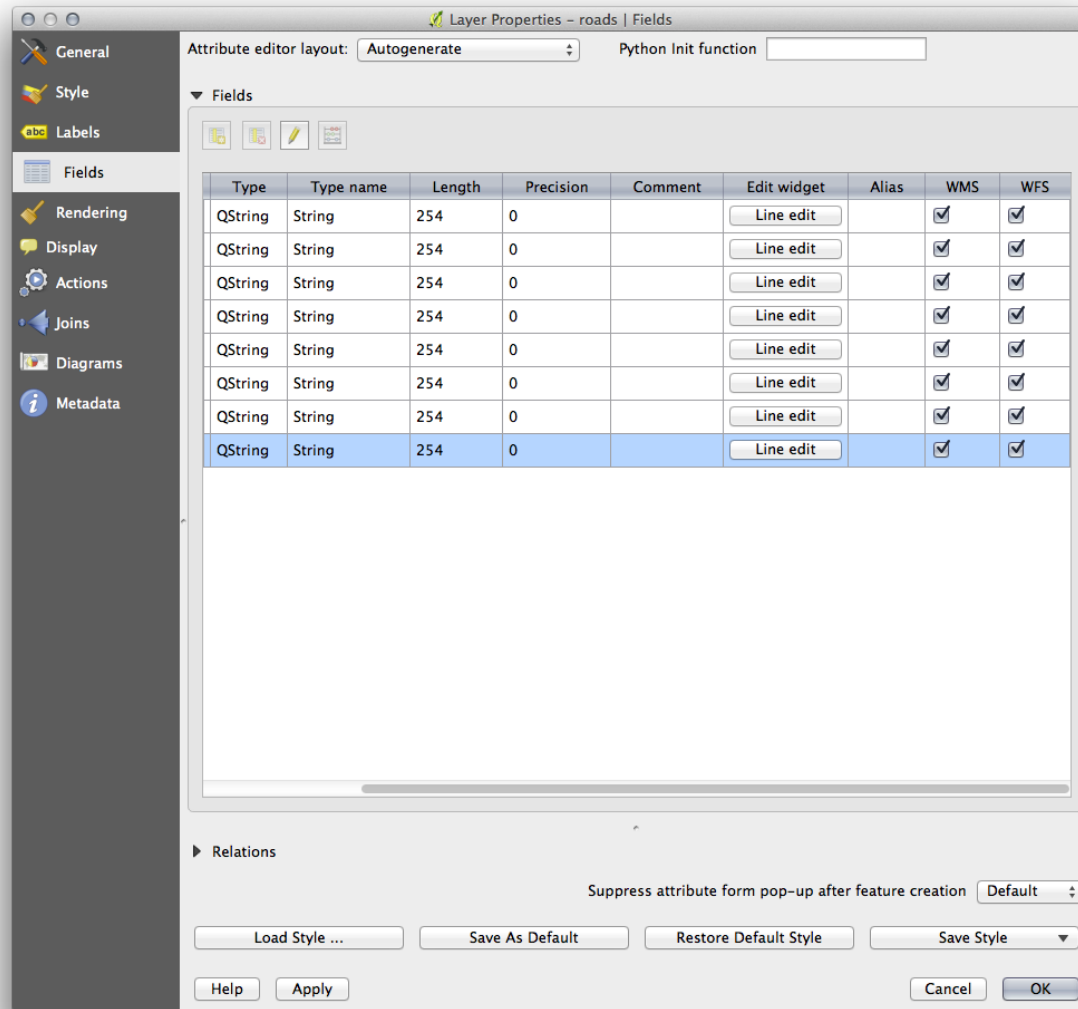 Layer Properties - roads | Fields
General
Style
abc Labels
Fields
Rendering
Display
Actions
Joins
Diagrams
i Metadata
Attribute editor layout: Autogenerate Python Init function
Fields
Type Type name Length Precision Comment Edit widget Alias WMS WFS
QString String 254 0 Line edit
QString String 254 0 Line edit
QString String 254 0 Line edit
QString String 254 0 Line edit
QString String 254 0 Line edit
QString String 254 0 Line edit
QString String 254 0 Line edit
QString String 254 0 Line edit
Relations
Suppress attribute form pop-up after feature creation Default
Load Style ... Save As Default Restore Default Style Save Style
Help Apply Cancel OK